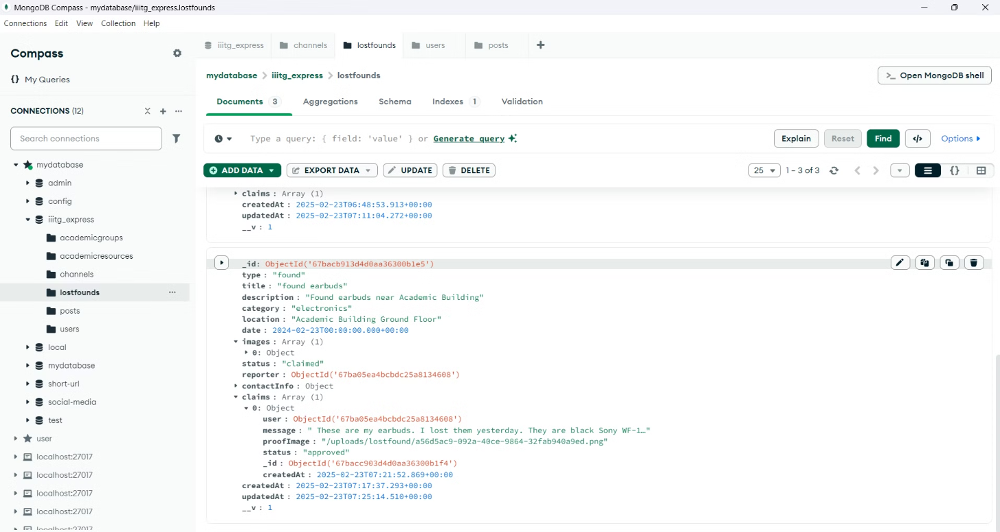 MongoDB Compass - mydatabase/iiitg_express.lostfounds
Connections Edit View Collection Help
Compass
{} My Queries
CONNECTIONS (12)
Search connections
mydatabase
admin
config
iiitg_express
academicgroups
academicresources
channels
lostfounds
posts
users
local
mydatabase
short-url
social-media
test
user
localhost:27017
localhost:27017
localhost:27017
localhost:27017
localhost:27017
iiitg_express channels lostfounds users posts
mydatabase > iiitg_express > lostfounds
>_ Open MongoDB shell
Documents 3 Aggregations Schema Indexes 1 Validation
Type a query: { field: 'value' } or Generate query
Explain Reset Find </> Options
ADD DATA EXPORT DATA UPDATE DELETE
25 1 – 3 of 3 {}
claims : Array (1)
createdAt : 2025-02-23T06:48:53.913+00:00
updatedAt : 2025-02-23T07:11:04.272+00:00
__v : 1
_id: ObjectId('67bacb913d4d0aa36300b1e5')
type : "found"
title : "found earbuds"
description : "Found earbuds near Academic Building"
category : "electronics"
location : "Academic Building Ground Floor"
date : 2024-02-23T00:00:00.000+00:00
images : Array (1)
0: Object
status : "claimed"
reporter : ObjectId('67ba05ea4bcbdc25a8134608')
contactInfo : Object
claims : Array (1)
0: Object
user : ObjectId('67ba05ea4bcbdc25a8134608')
message : " These are my earbuds. I lost them yesterday. They are black Sony WF-1…"
proofImage : "/uploads/lostfound/a56d5ac9-092a-40ce-9864-32fab940a9ed.png"
status : "approved"
_id : ObjectId('67bacc903d4d0aa36300b1f4')
createdAt : 2025-02-23T07:21:52.869+00:00
createdAt : 2025-02-23T07:17:37.293+00:00
updatedAt : 2025-02-23T07:25:14.510+00:00
__v : 1